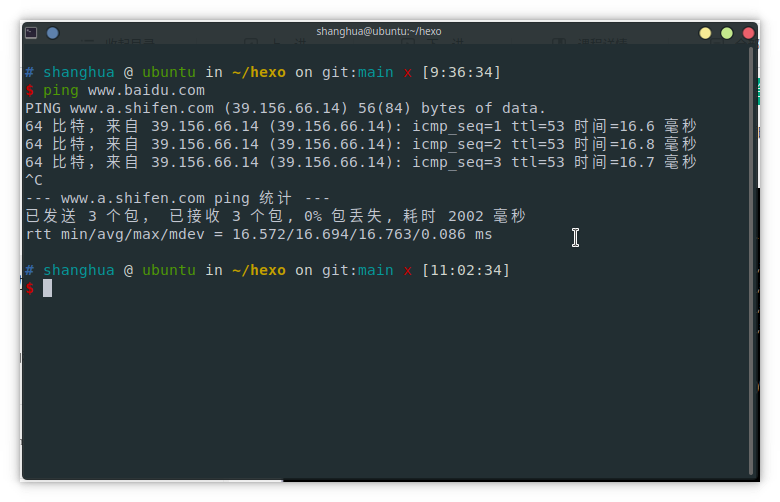 shanghua@ubuntu:~/hexo
# shanghua @ ubuntu in ~/hexo on git:main x [9:36:34]
$ ping www.baidu.com
PING www.a.shifen.com (39.156.66.14) 56(84) bytes of data.
64 比特，来自 39.156.66.14 (39.156.66.14): icmp_seq=1 ttl=53 时间=16.6 毫秒
64 比特，来自 39.156.66.14 (39.156.66.14): icmp_seq=2 ttl=53 时间=16.8 毫秒
64 比特，来自 39.156.66.14 (39.156.66.14): icmp_seq=3 ttl=53 时间=16.7 毫秒
^C
--- www.a.shifen.com ping 统计 ---
已发送 3 个包， 已接收 3 个包, 0% 包丢失, 耗时 2002 毫秒
rtt min/avg/max/mdev = 16.572/16.694/16.763/0.086 ms
# shanghua @ ubuntu in ~/hexo on git:main x [11:02:34]
$